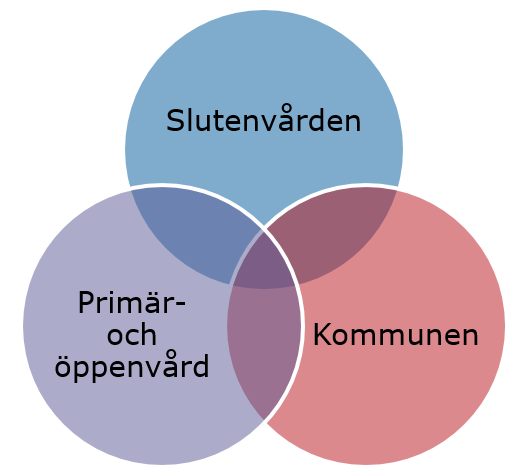 Slutenvården
Primär-
och
öppenvård
Kommunen